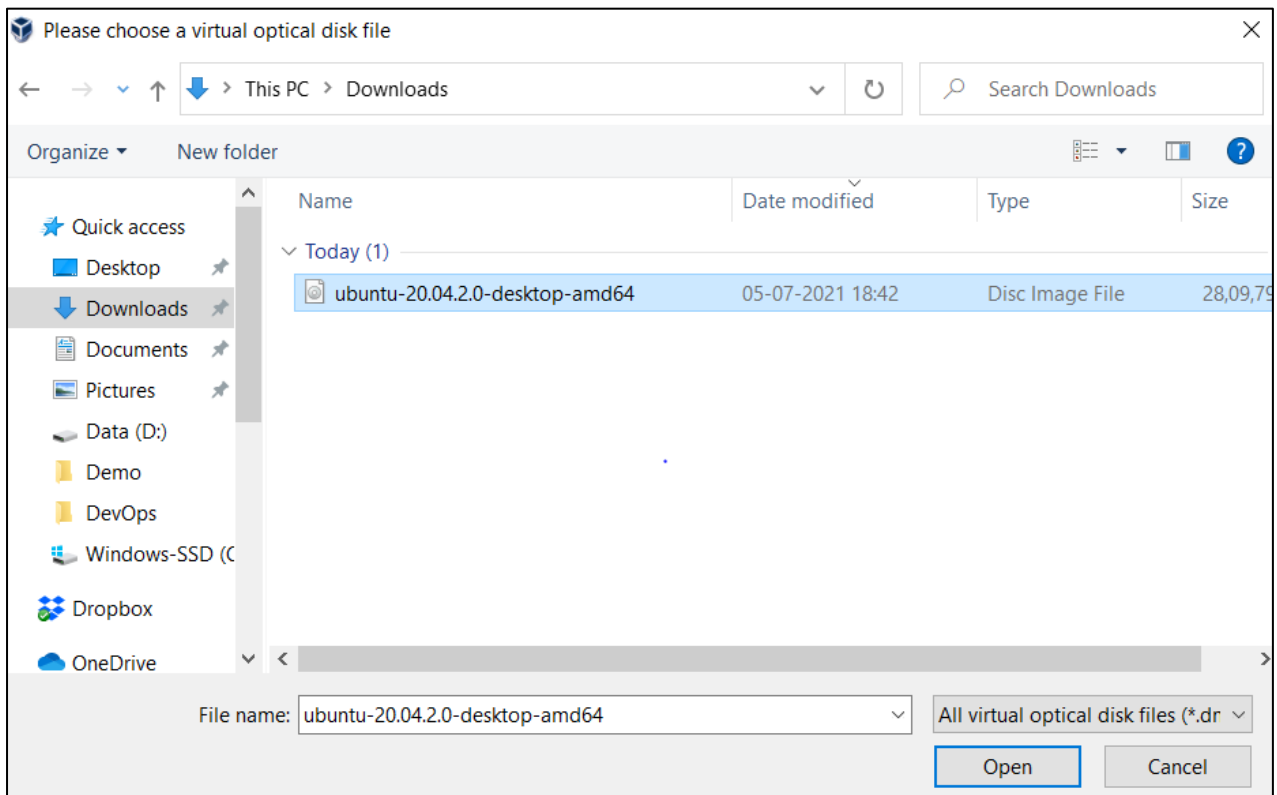 Please choose a virtual optical disk file
This PC > Downloads
Search Downloads
Organize
New folder
Name Date modified Type Size
Quick access
Desktop
Downloads
Documents
Pictures
Data (D:)
Demo
DevOps
Windows-SSD (C
Dropbox
OneDrive
Today (1)
ubuntu-20.04.2.0-desktop-amd64 05-07-2021 18:42 Disc Image File 28,09,79
File name: ubuntu-20.04.2.0-desktop-amd64 All virtual optical disk files (*.dr
Open Cancel